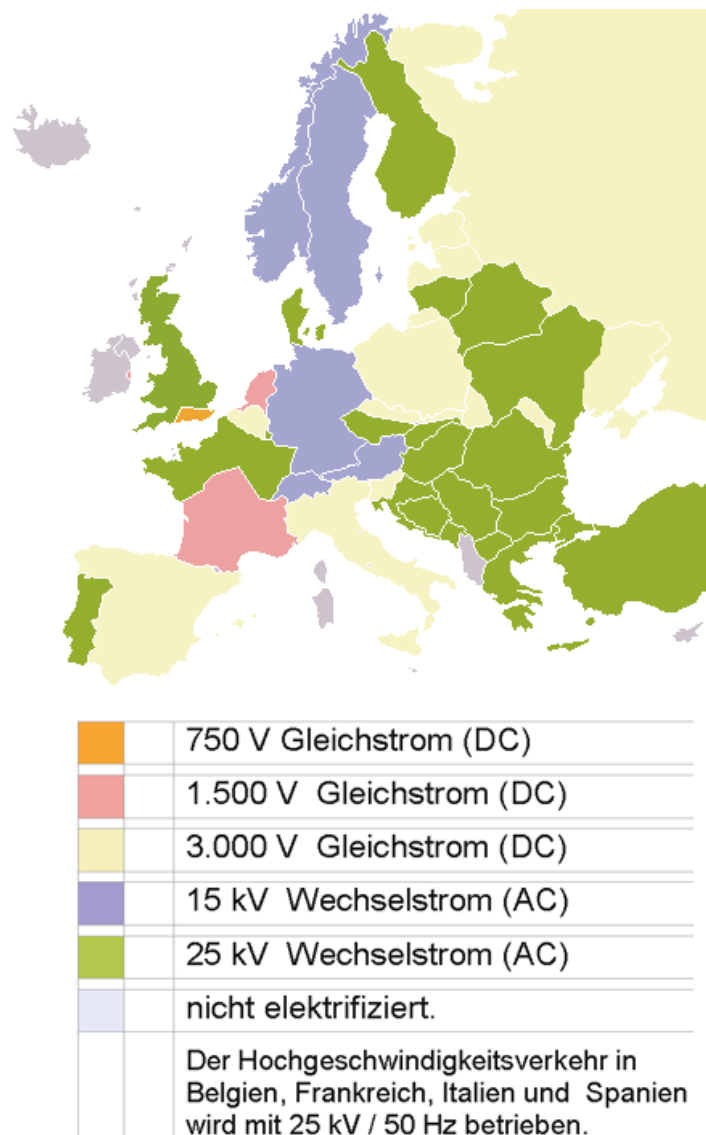 750 V Gleichstrom (DC)
1.500 V Gleichstrom (DC)
3.000 V Gleichstrom (DC)
15 kV Wechselstrom (AC)
25 kV Wechselstrom (AC)
nicht elektrifiziert.
Der Hochgeschwindigkeitsverkehr in
Belgien, Frankreich, Italien und Spanien
wird mit 25 kV / 50 Hz betrieben.